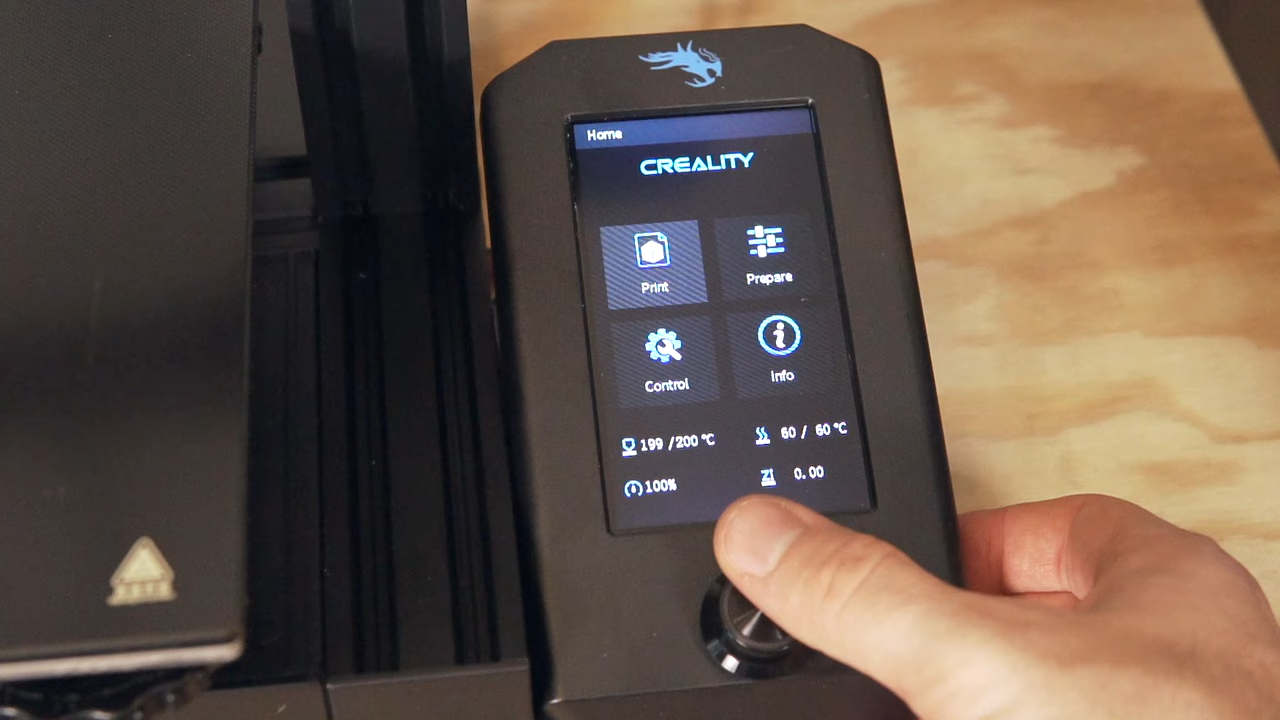 Home
CREALITY
Print
Prepare
Control
Info
199 /200 °C
60 / 60 °C
100%
0.00